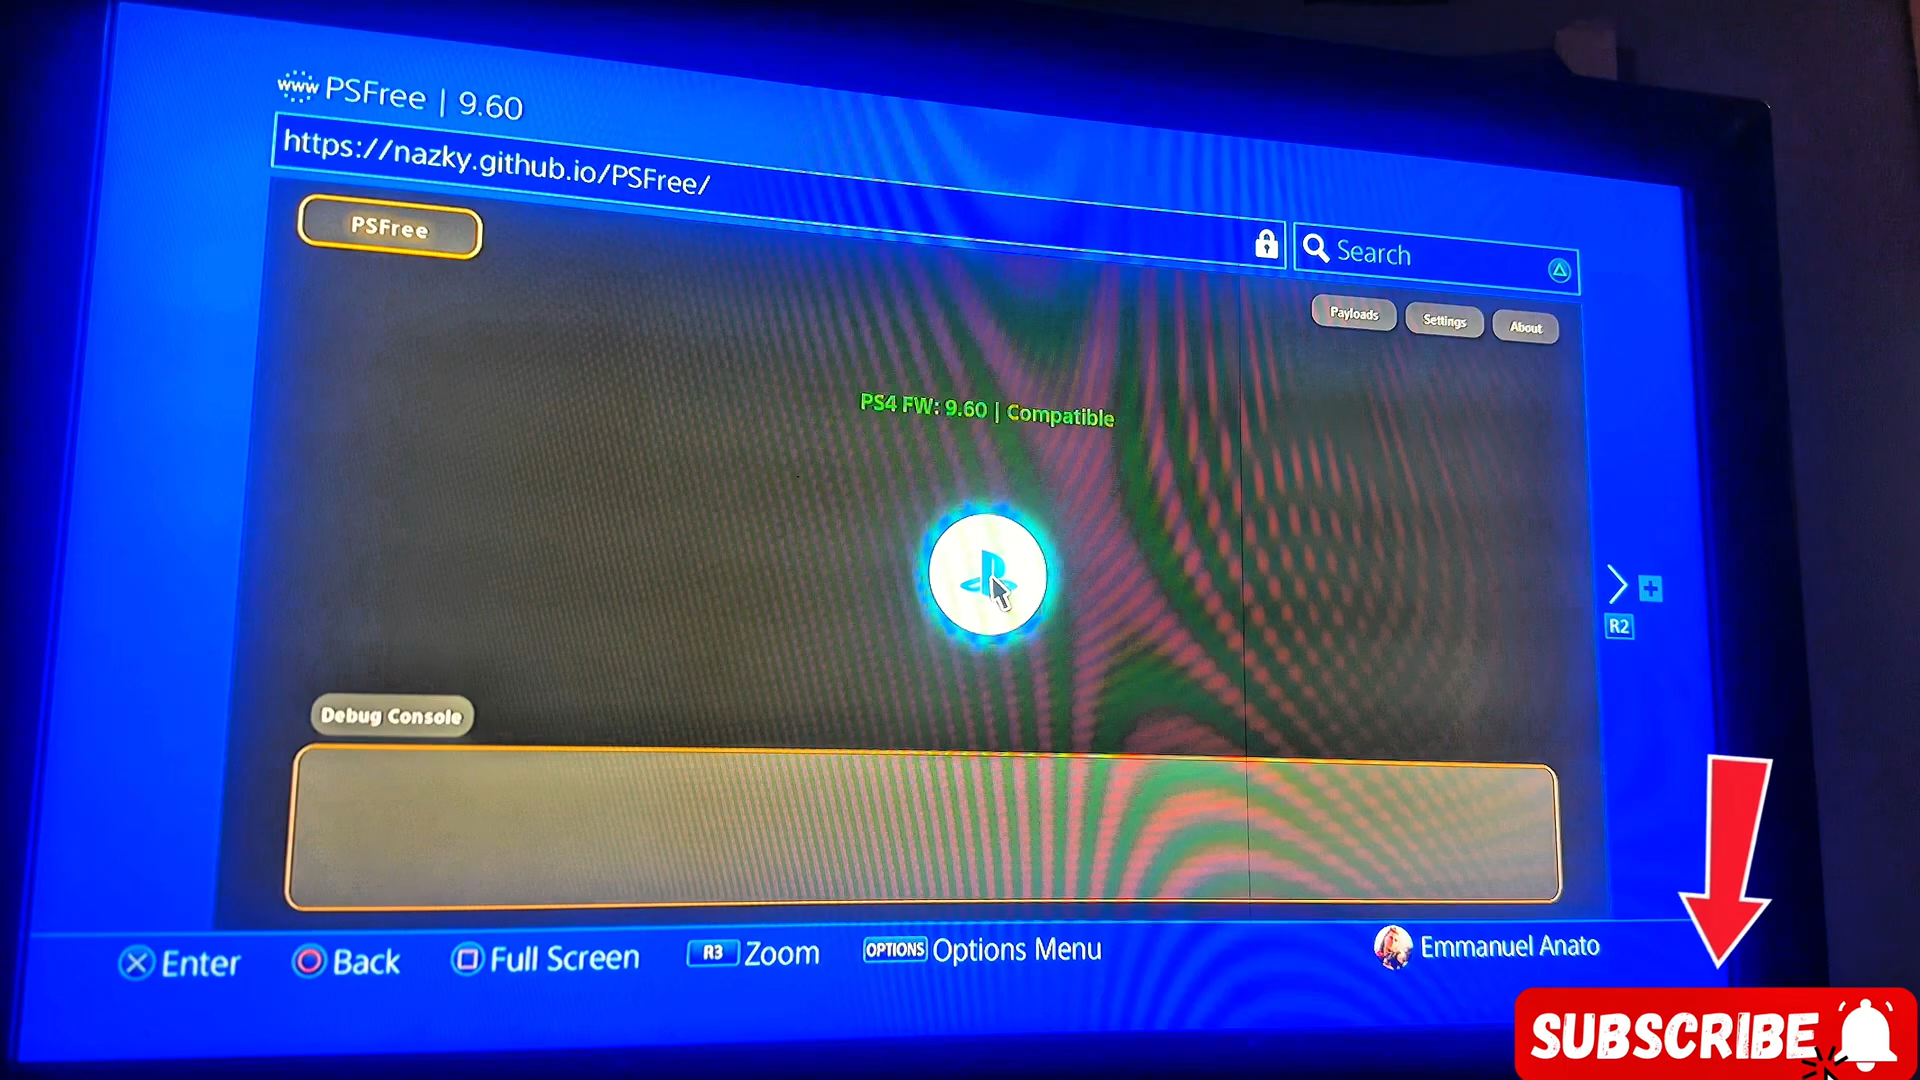 www PSFree | 9.60
https://nazky.github.io/PSFree/
Search
PSFree
Payloads
Settings
About
PS4 FW: 9.60 | Compatible
R2
Debug Console
Enter
Back
Full Screen
R3 Zoom
OPTIONS Options Menu
Emmanuel Anato
SUBSCRIBE